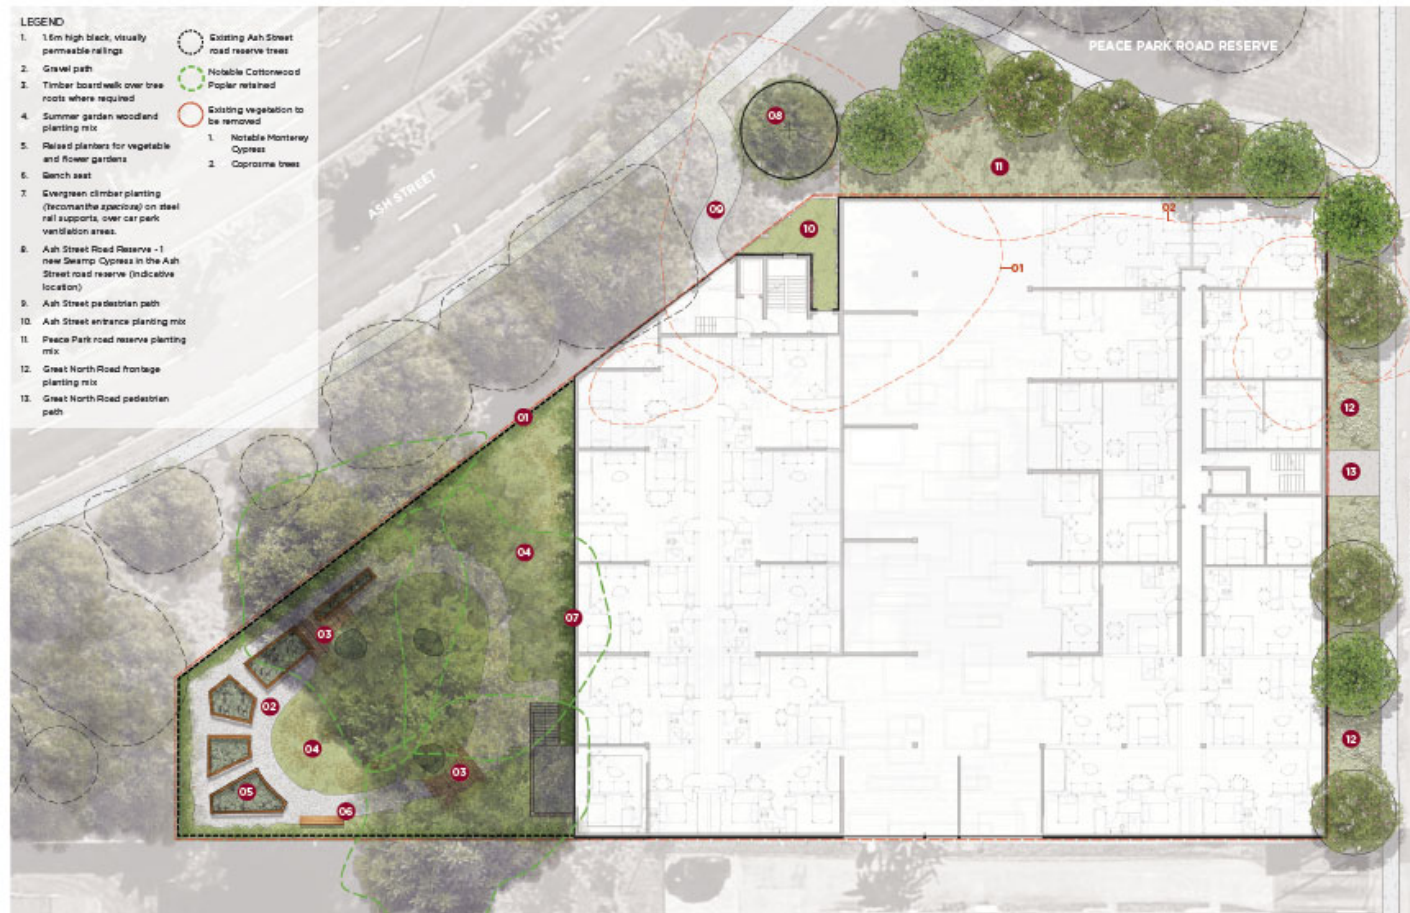 LEGEND
1. 1.6m high black, visually
permeable railings
2. Gravel path
3. Timber boardwalk over tree
roots where required
4. Summer garden woodland
planting mix
5. Raised planters for vegetable
and flower gardens
6. Bench seat
7. Evergreen climber planting
(tecomanthe speciosa) on steel
rail supports, over car park
ventilation areas.
8. Ash Street Road Reserve - 1
new Swamp Cypress in the Ash
Street road reserve (indicative
location)
9. Ash Street pedestrian path
10. Ash Street entrance planting mix
11. Peace Park road reserve planting
mix
12. Great North Road frontage
planting mix
13. Great North Road pedestrian
path
Existing Ash Street
road reserve trees
Notable Cottonwood
Popler retained
Existing vegetation to
be removed
1. Notable Monterey
Cypress
2. Coprosma trees
PEACE PARK ROAD RESERVE
ASH STREET
08
11
09
02
10
01
12
01
13
04
07
03
02
04
12
03
05
06